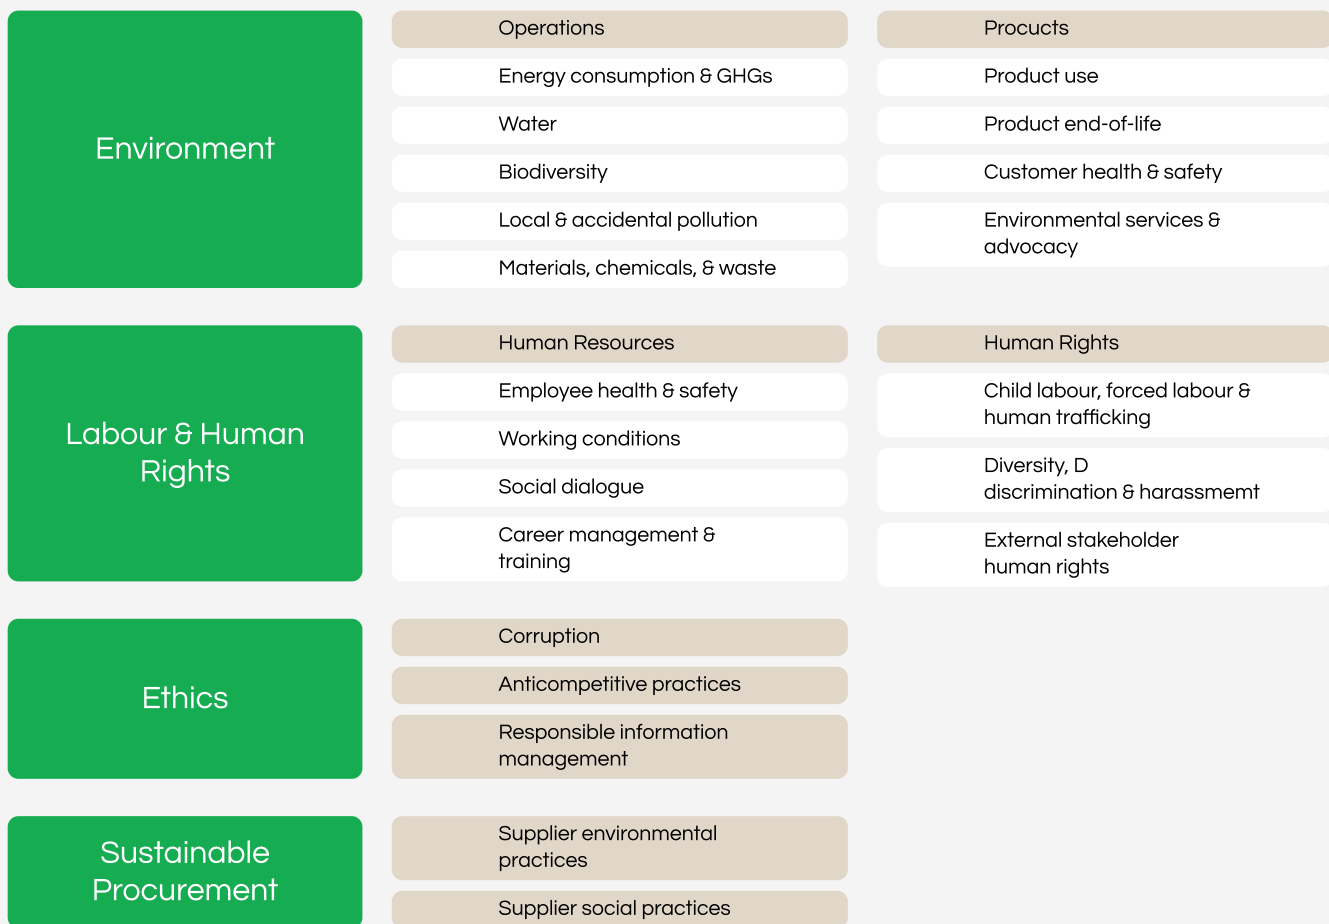 Environment
Operations
Energy consumption & GHGs
Water
Biodiversity
Local & accidental pollution
Materials, chemicals, & waste
Procucts
Product use
Product end-of-life
Customer health & safety
Environmental services &
advocacy
Labour & Human
Rights
Human Resources
Employee health & safety
Working conditions
Social dialogue
Career management &
training
Human Rights
Child labour, forced labour &
human trafficking
Diversity, D
discrimination & harassmemt
External stakeholder
human rights
Ethics
Corruption
Anticompetitive practices
Responsible information
management
Sustainable
Procurement
Supplier environmental
practices
Supplier social practices